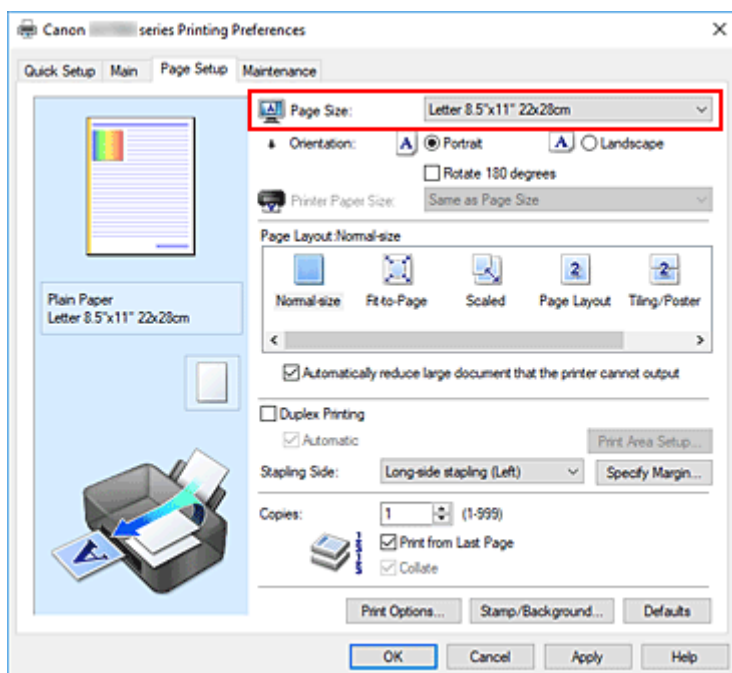 Canon series Printing Preferences
Quick Setup Main Page Setup Maintenance
Page Size: Letter 8.5"x11" 22x28cm
Orientation: A Portrait A Landscape
Rotate 180 degrees
Printer Paper Size: Same as Page Size
Page Layout:Normal-size
Normal-size Fit-to-Page Scaled Page Layout Tiling/Poster
Plain Paper
Letter 8.5"x11" 22x28cm
Automatically reduce large document that the printer cannot output
Duplex Printing
Automatic Print Area Setup...
Stapling Side: Long-side stapling (Left) Specify Margin...
Copies: 1 (1-999)
Print from Last Page
Collate
A
Print Options... Stamp/Background... Defaults
OK Cancel Apply Help